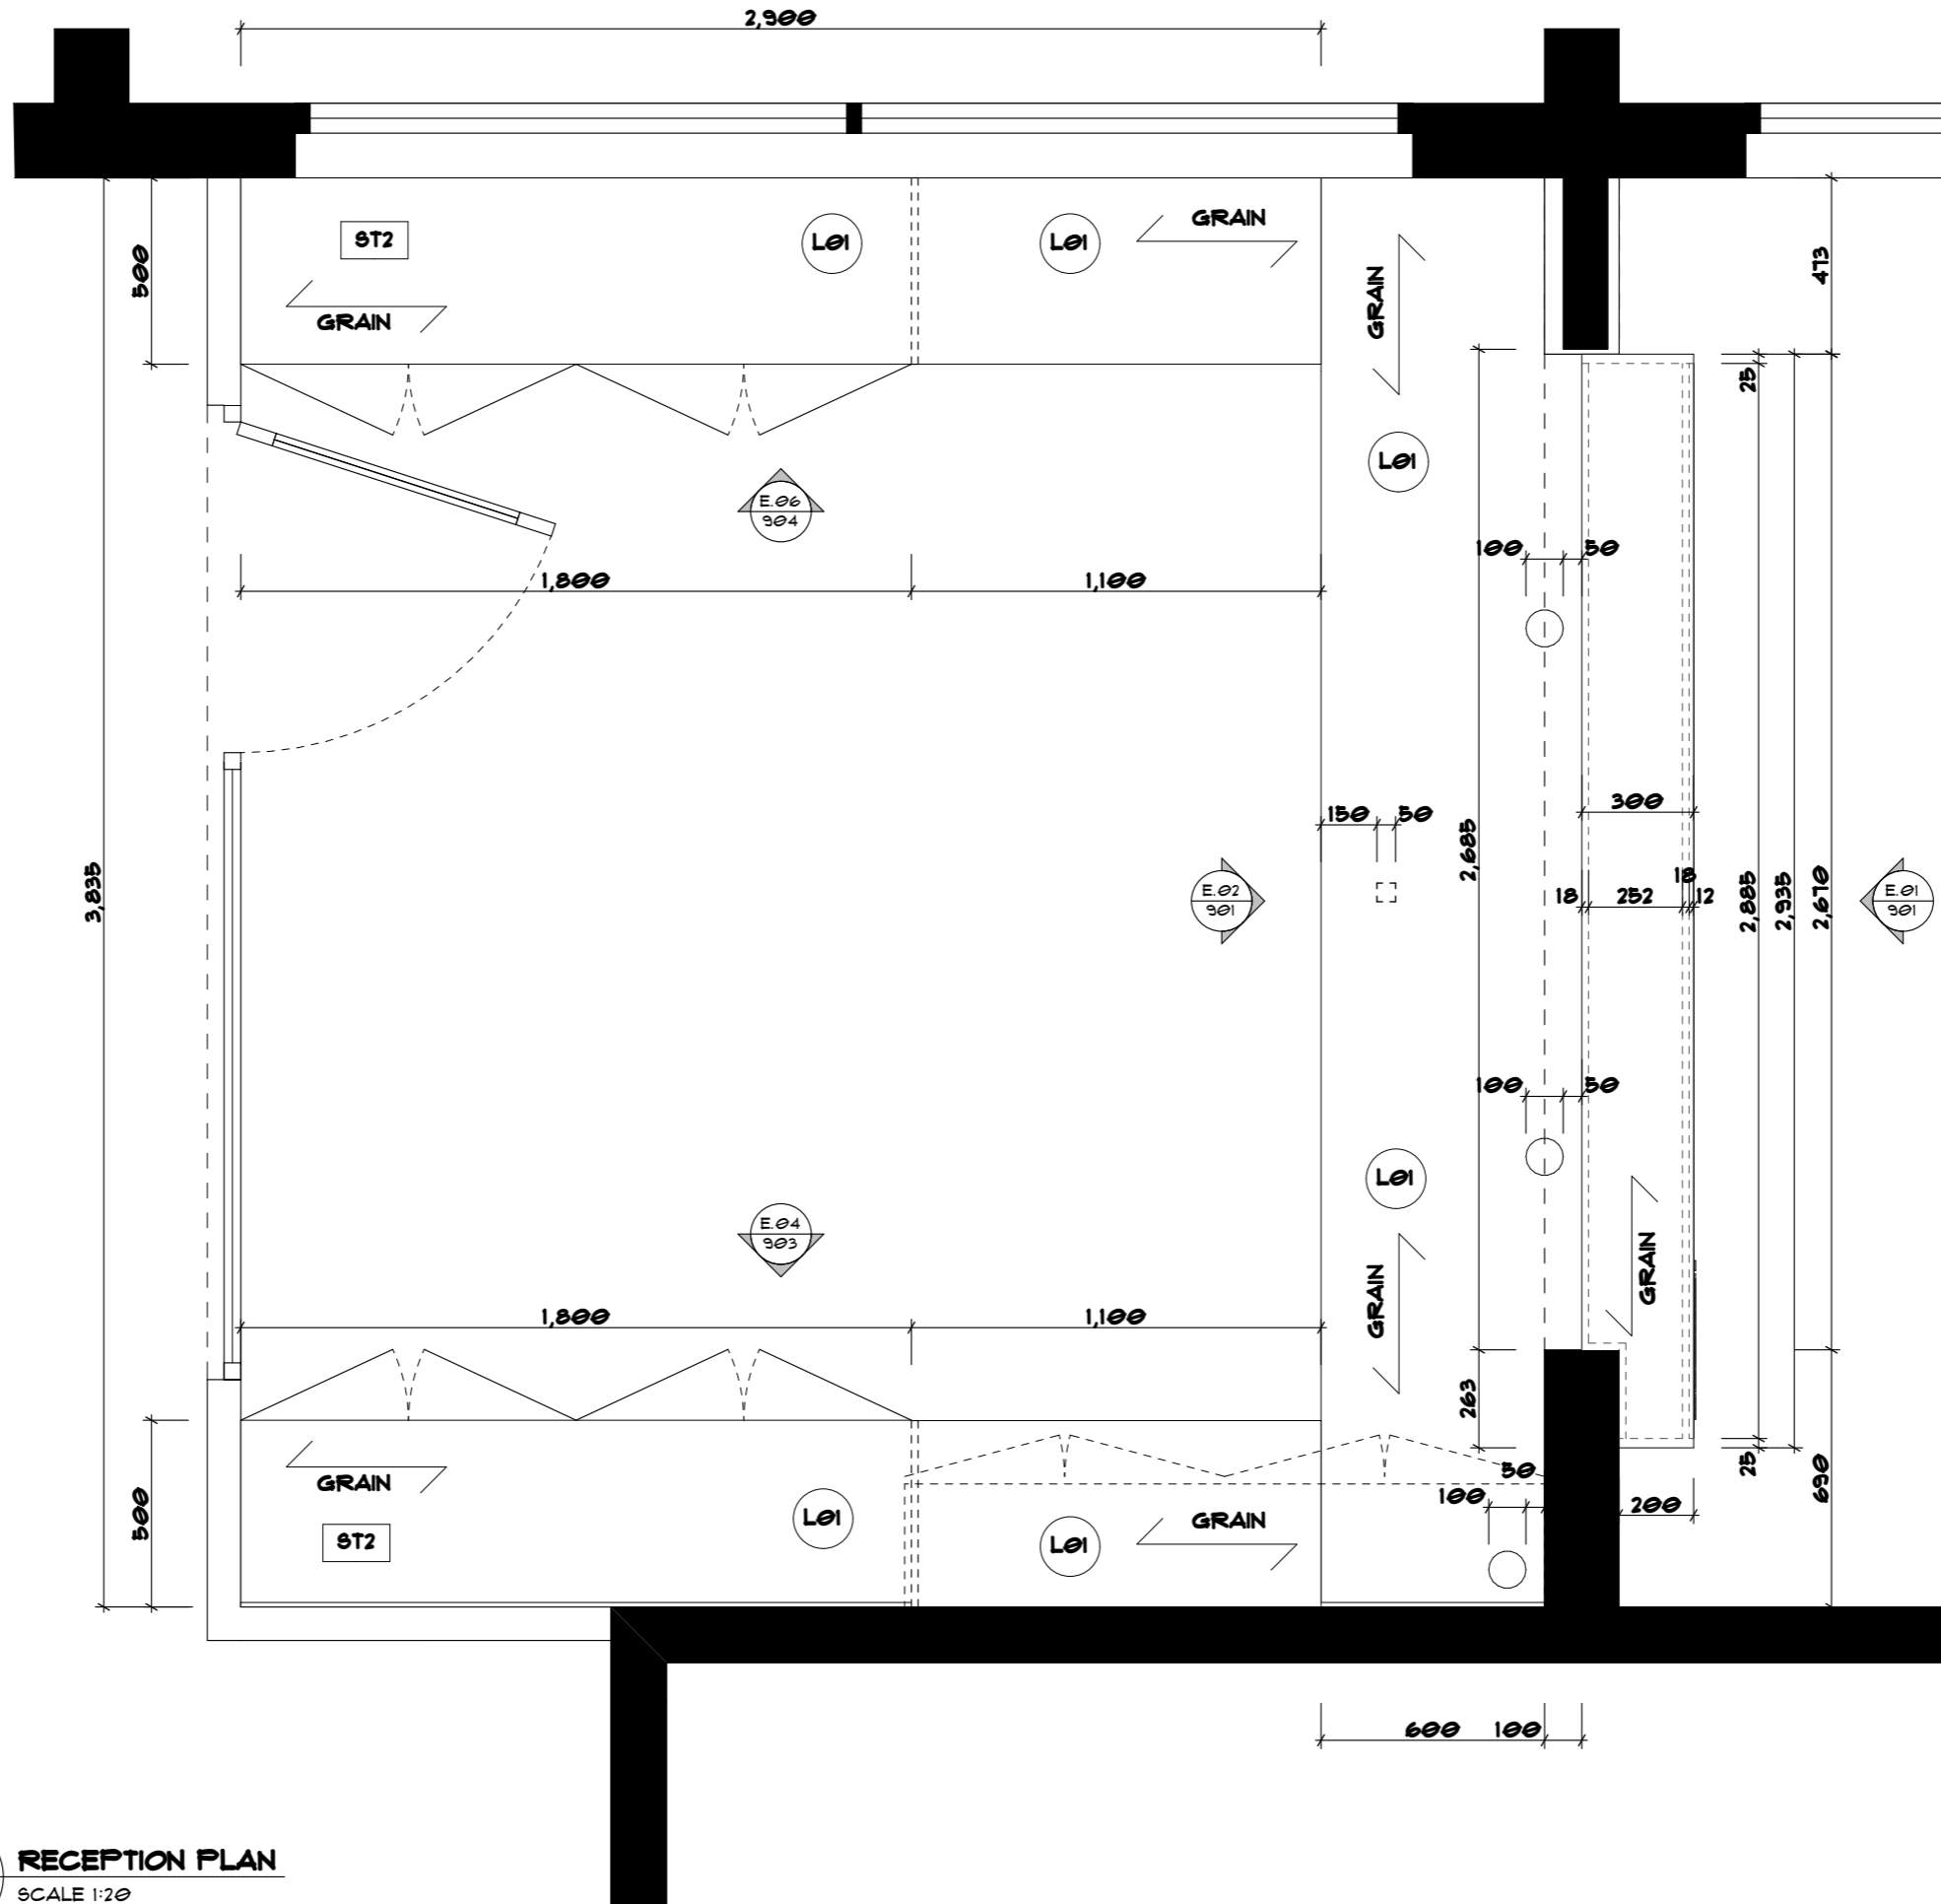 2,900
ST2
L01
L01
GRAIN
GRAIN
GRAIN
500
473
25
L01
E.06
904
100
50
1,800
1,100
300
150
50
2,685
3,835
E.02
901
18
252
18
12
2,885
2,935
2,670
E.01
901
100
50
L01
E.04
903
GRAIN
GRAIN
1,800
1,100
263
GRAIN
50
100
200
25
690
500
L01
L01
GRAIN
ST2
600
100
RECEPTION PLAN
SCALE 1:20